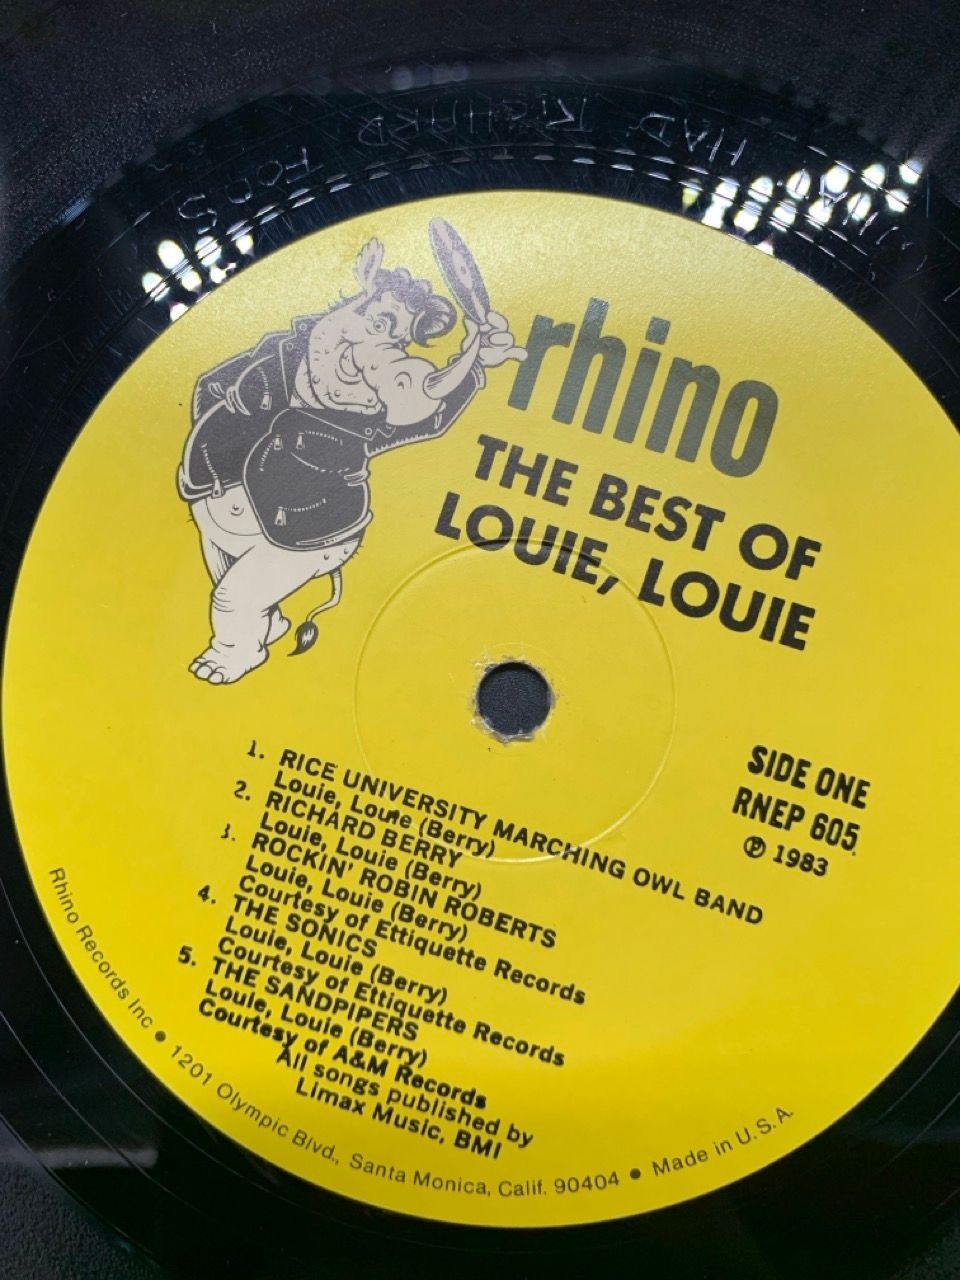 HAD RICHARD FOOS
rhino
THE BEST OF
LOUIE, LOUIE
SIDE ONE
RNEP 605
℗ 1983
1. RICE UNIVERSITY MARCHING OWL BAND
Louie, Louie (Berry)
2. RICHARD BERRY
Louie, Louie (Berry)
3. ROCKIN' ROBIN ROBERTS
Louie, Louie (Berry)
Courtesy of Ettiquette Records
4. THE SONICS
Louie, Louie (Berry)
Courtesy of Ettiquette Records
5. THE SANDPIPERS
Louie, Louie (Berry)
Courtesy of A&M Records
All songs published by
Limax Music, BMI
Rhino Records Inc ● 1201 Olympic Blvd., Santa Monica, Calif. 90404 ● Made in U.S.A.